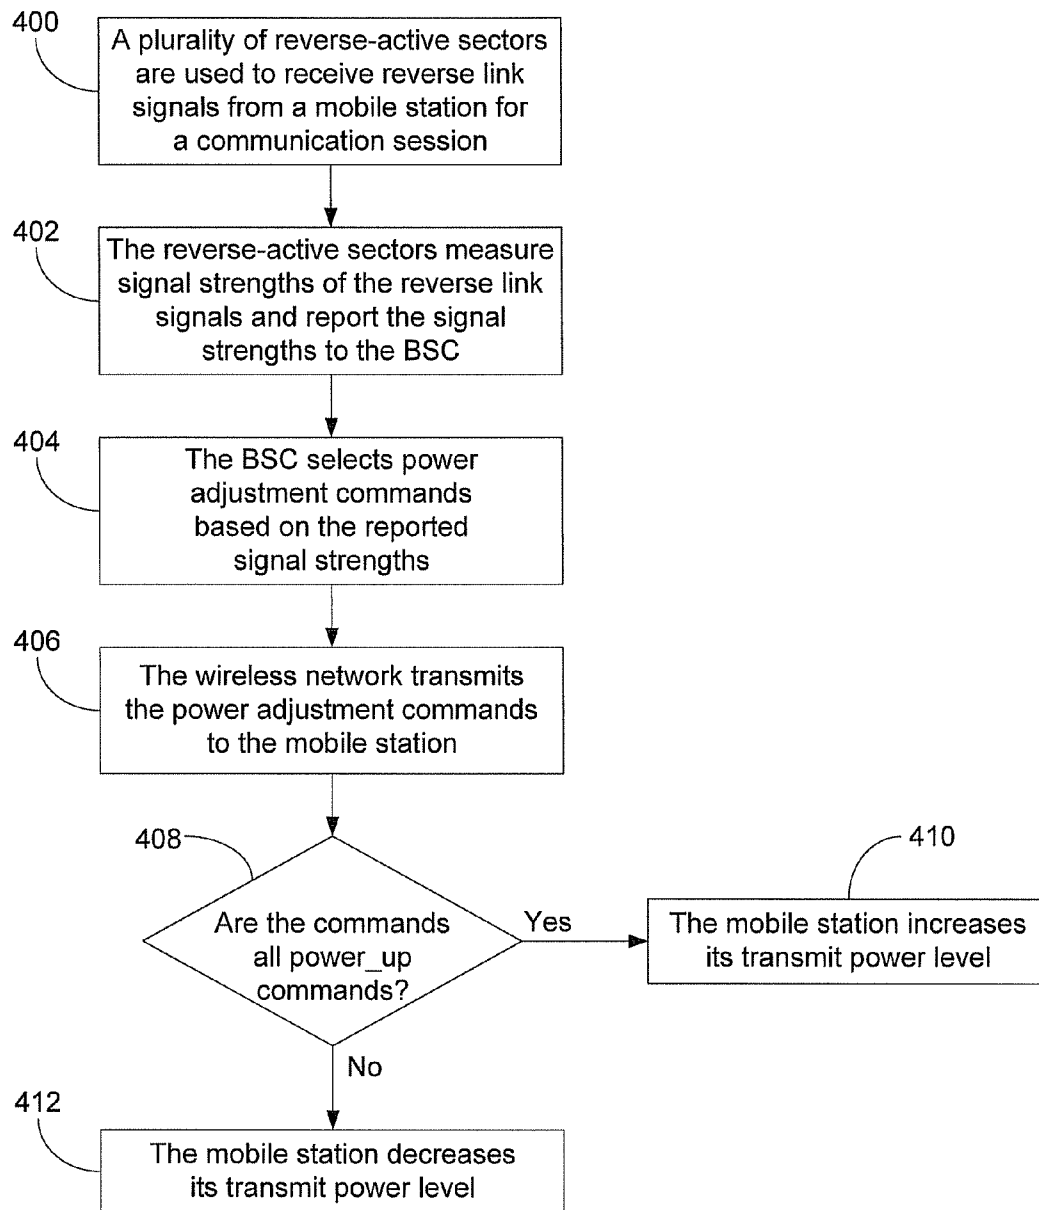 400
A plurality of reverse-active sectors
are used to receive reverse link
signals from a mobile station for
a communication session
402
The reverse-active sectors measure
signal strengths of the reverse link
signals and report the signal
strengths to the BSC
404
The BSC selects power
adjustment commands
based on the reported
signal strengths
406
The wireless network transmits
the power adjustment commands
to the mobile station
408
Are the commands
all power_up
commands?
Yes
410
The mobile station increases
its transmit power level
No
412
The mobile station decreases
its transmit power level